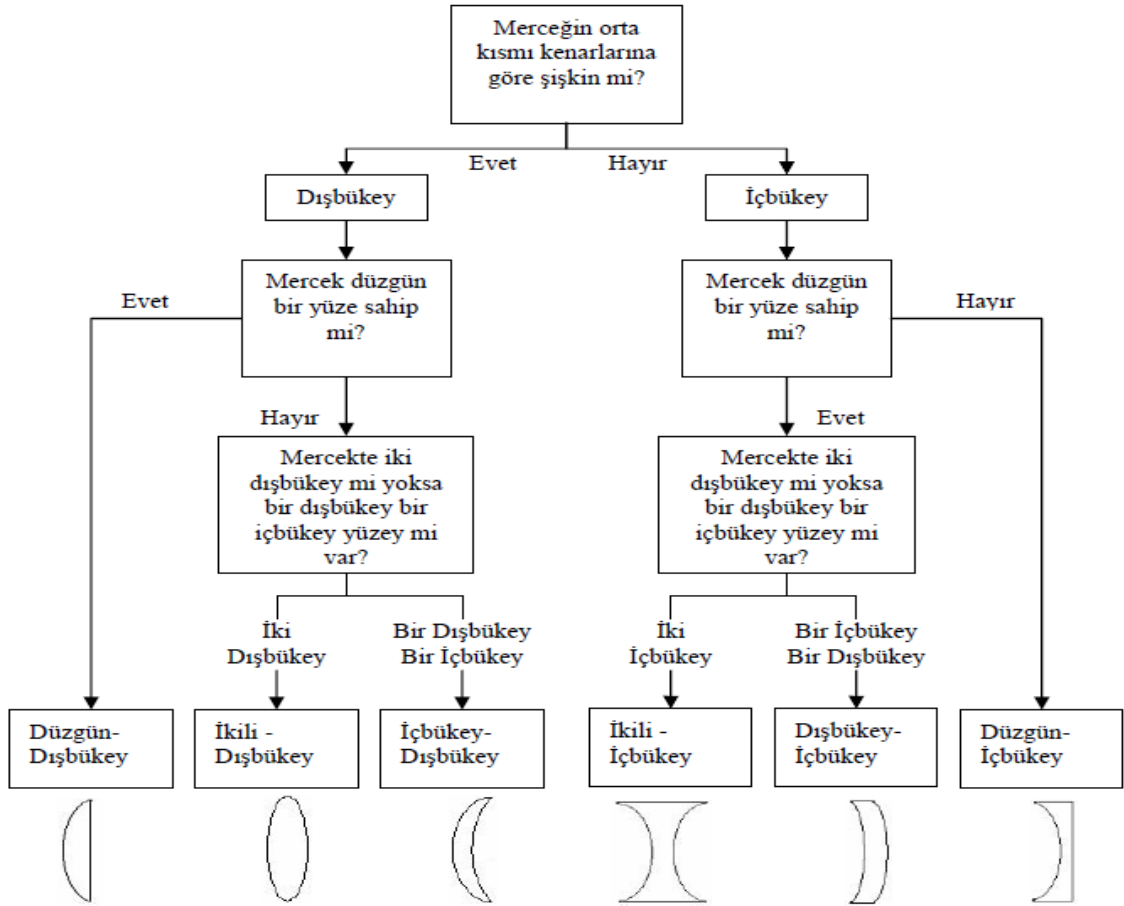 Merceğin orta
kısmı kenarlarına
göre şişkin mi?
Evet
Hayır
Dışbükey
İçbükey
Mercek düzgün
bir yüze sahip
mi?
Evet
Mercek düzgün
bir yüze sahip
mi?
Hayır
Hayır
Evet
Mercekte iki
dışbükey mi yoksa
bir dışbükey bir
içbükey yüzey mi
var?
Mercekte iki
dışbükey mi yoksa
bir dışbükey bir
içbükey yüzey mi
var?
İki
Dışbükey
Bir Dışbükey
Bir İçbükey
İki
İçbükey
Bir İçbükey
Bir Dışbükey
Düzgün-
Dışbükey
İkili -
Dışbükey
İçbükey-
Dışbükey
İkili -
İçbükey
Dışbükey-
İçbükey
Düzgün-
İçbükey